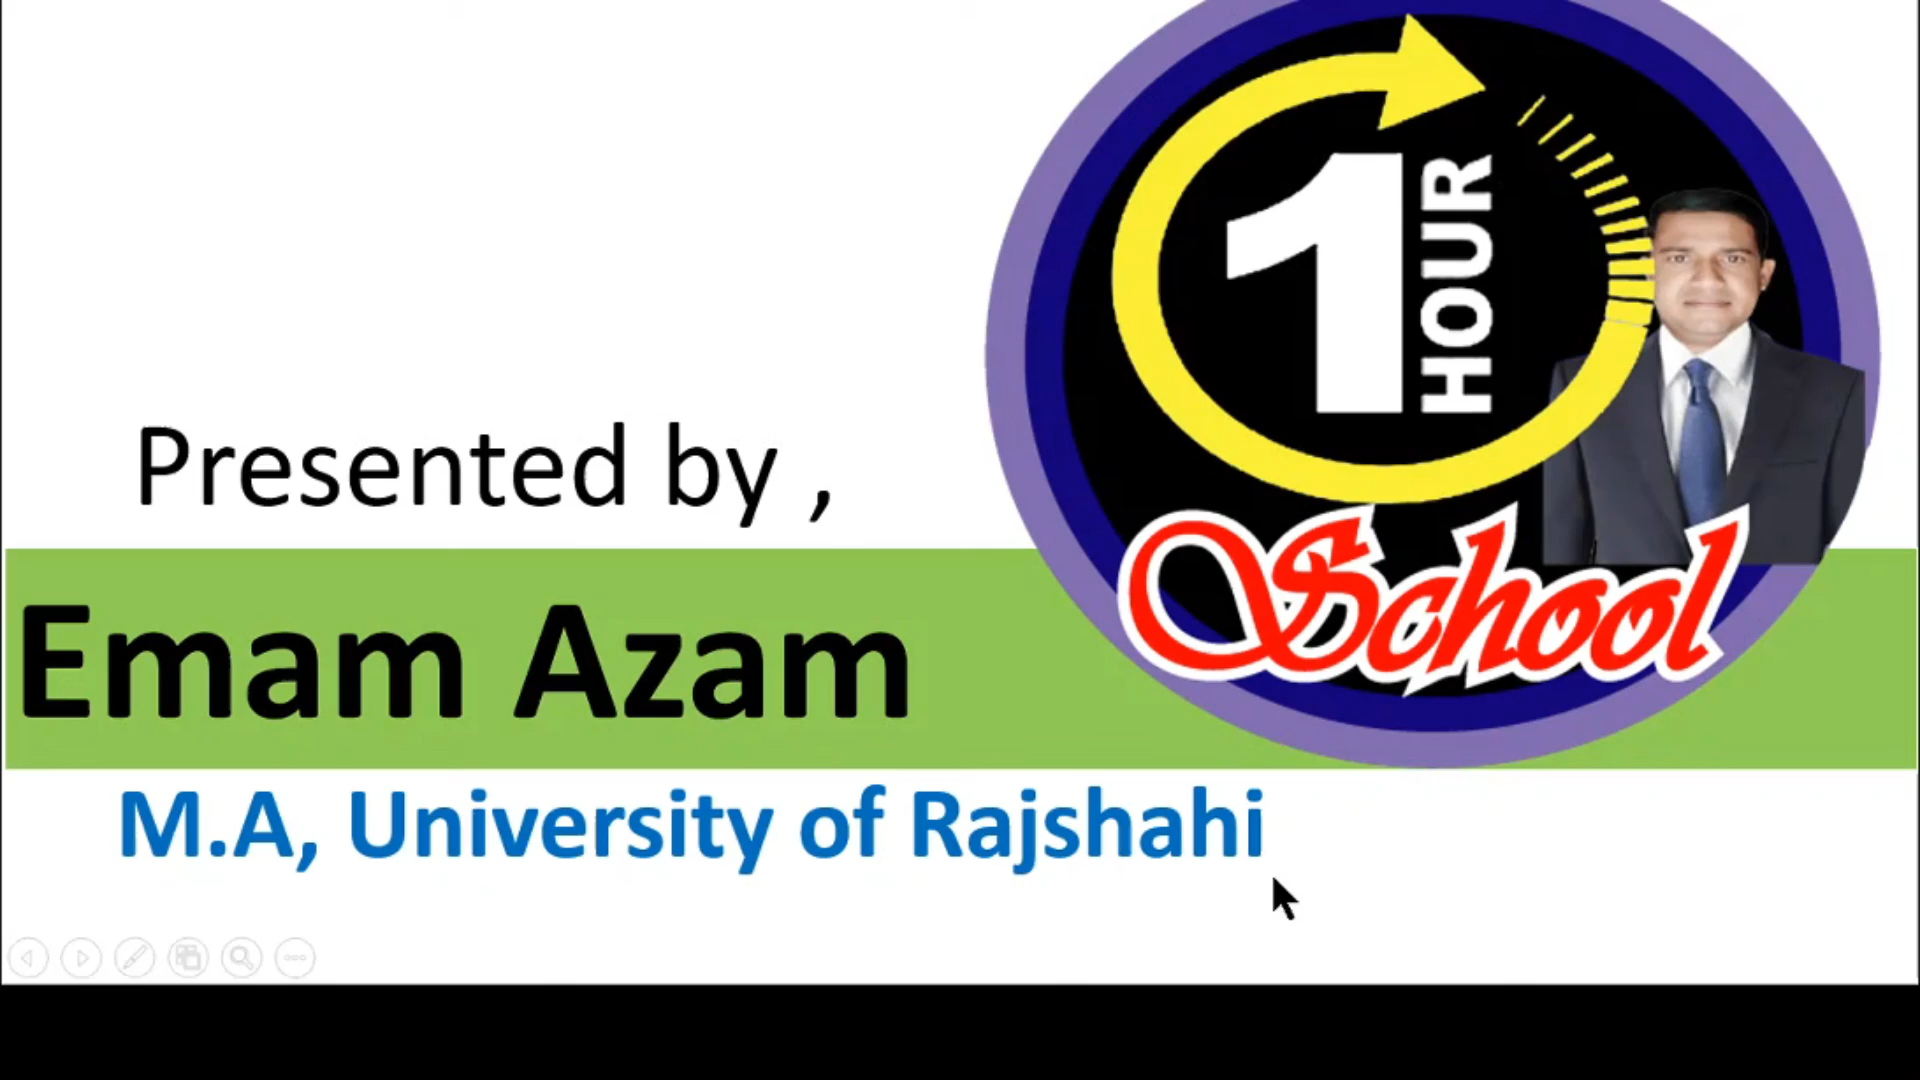 1 HOUR
School
Presented by ,
Emam Azam
M.A, University of Rajshahi